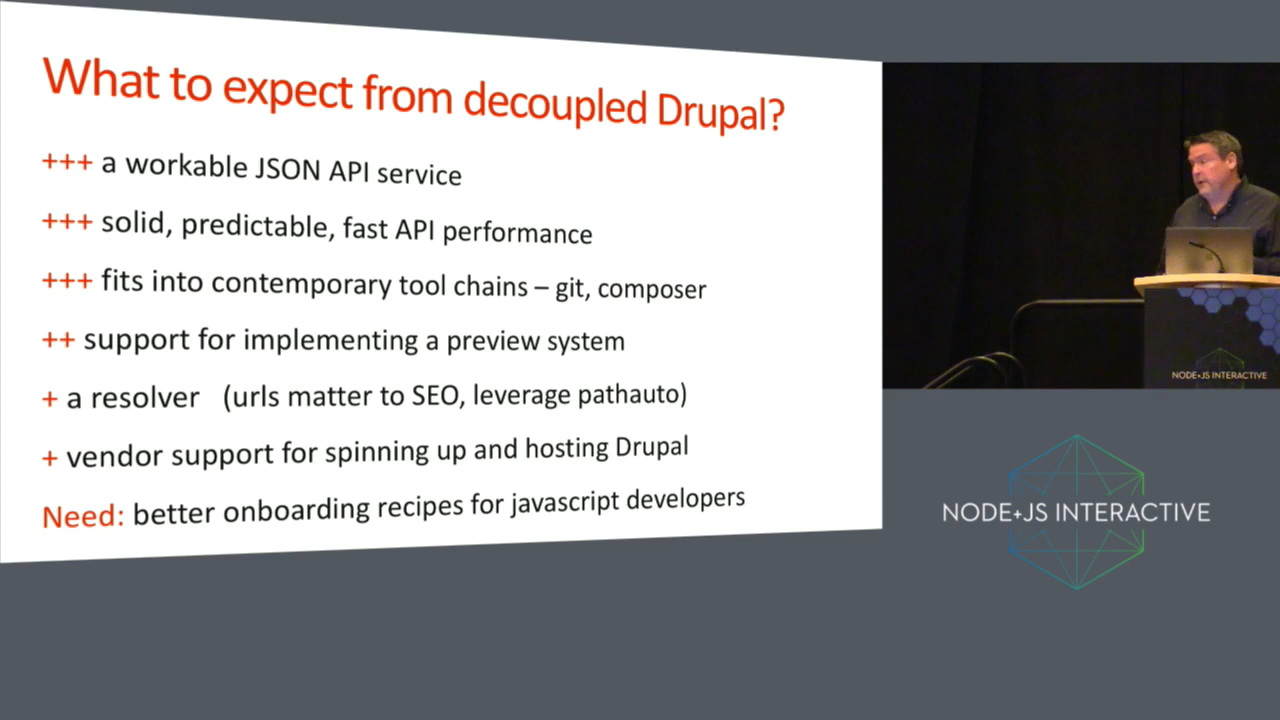 What to expect from decoupled Drupal?
+++ a workable JSON API service
+++ solid, predictable, fast API performance
+++ fits into contemporary tool chains – git, composer
++ support for implementing a preview system
+ a resolver (urls matter to SEO, leverage pathauto)
+ vendor support for spinning up and hosting Drupal
Need: better onboarding recipes for javascript developers
NODE+JS INTERACTIVE
NODE+JS INTERACTIVE